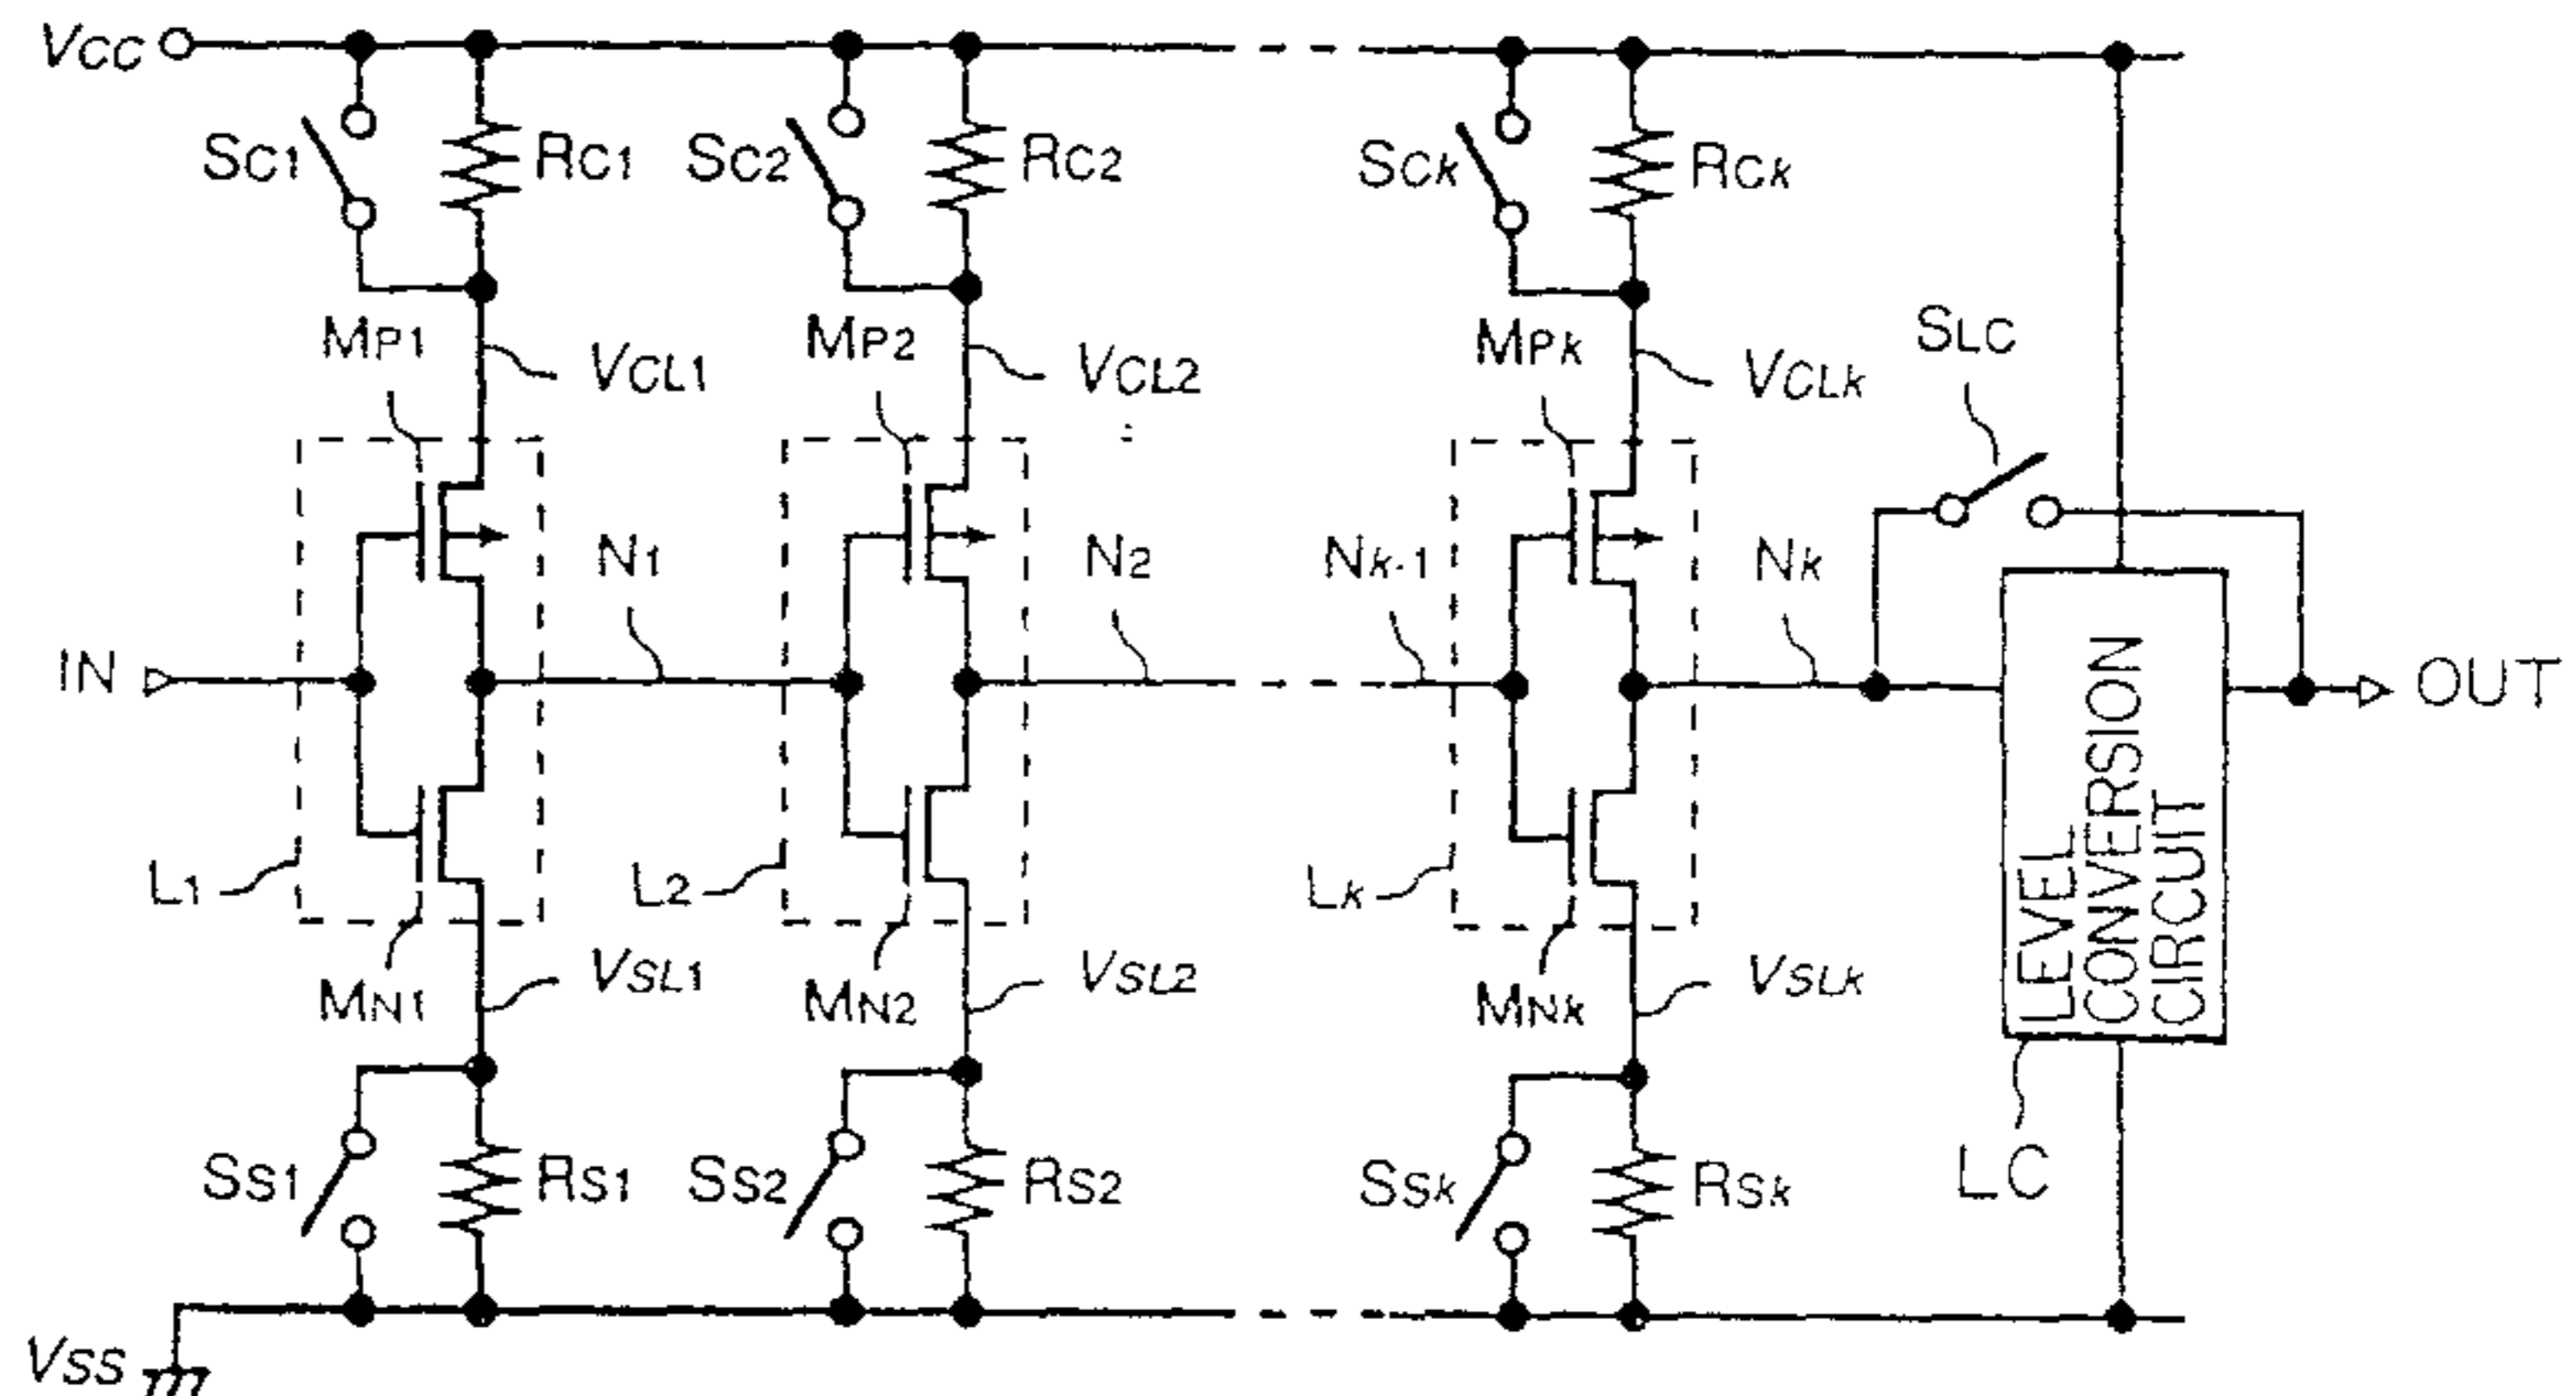 VCC
SC1
RC1
SC2
RC2
SCk
RCk
MP1
VCL1
MP2
VCL2
MPk
VCLk
SLC
IN
N1
N2
Nk-1
Nk
OUT
LEVEL
CONVERSION
CIRCUIT
L1
L2
Lk
MN1
VSL1
MN2
VSL2
MNk
VSLk
LC
SS1
RS1
SS2
RS2
SSk
RSk
VSS